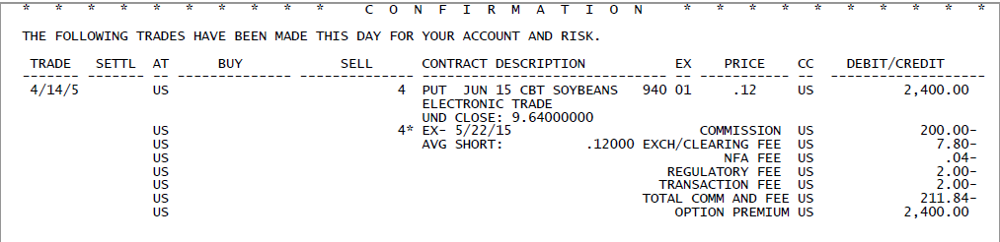 * * * * * * * * * * C O N F I R M A T I O N * * * * * * * * * *
THE FOLLOWING TRADES HAVE BEEN MADE THIS DAY FOR YOUR ACCOUNT AND RISK.
TRADE SETTL AT BUY SELL CONTRACT DESCRIPTION EX PRICE CC DEBIT/CREDIT
------- ------ -- -------------- -------------- ------------------------------ -- ----------- -- -------------------
4/14/5 US 4 PUT JUN 15 CBT SOYBEANS 940 01 .12 US 2,400.00
ELECTRONIC TRADE
UND CLOSE: 9.64000000
US 4* EX- 5/22/15 COMMISSION US 200.00-
US AVG SHORT: .12000 EXCH/CLEARING FEE US 7.80-
US NFA FEE US .04-
US REGULATORY FEE US 2.00-
US TRANSACTION FEE US 2.00-
US TOTAL COMM AND FEE US 211.84-
US OPTION PREMIUM US 2,400.00